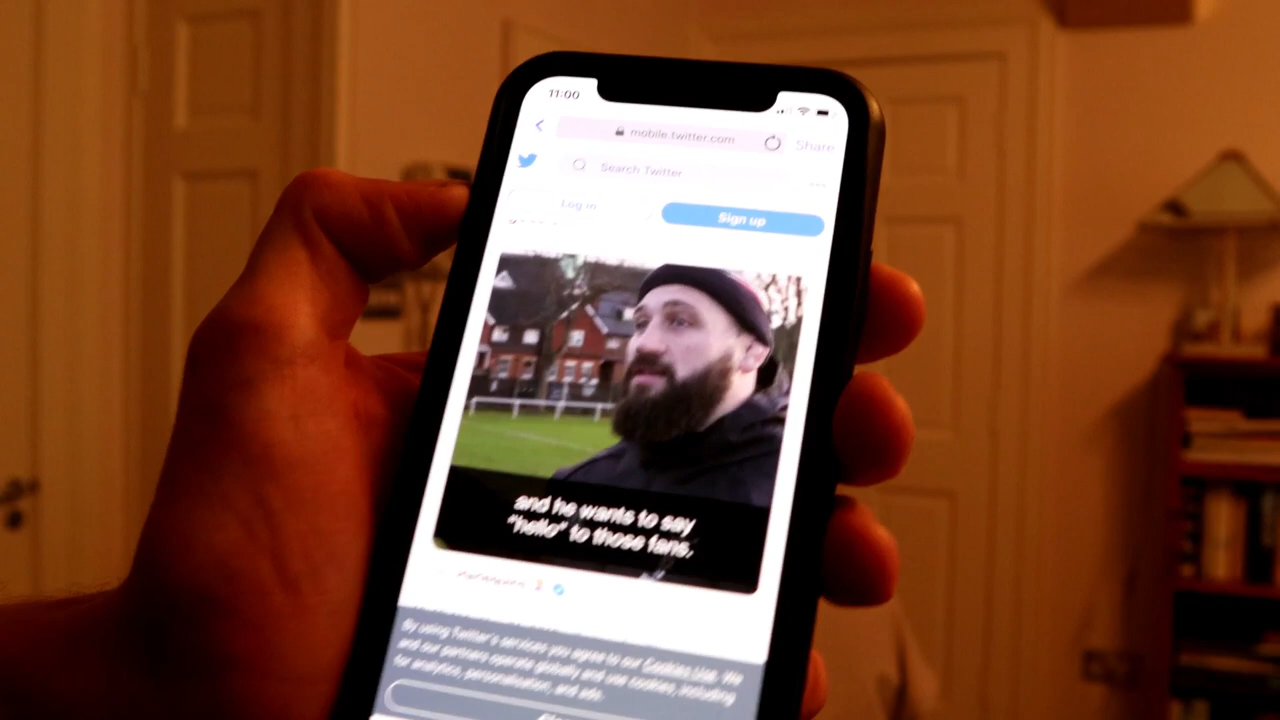 11:00
mobile.twitter.com
Share
Search Twitter
Log in
Sign up
and he wants to say
"hello" to those fans.
By using Twitter's services you agree to our Cookies Use. We
and our partners operate globally and use cookies, including
for analytics, personalisation, and ads.